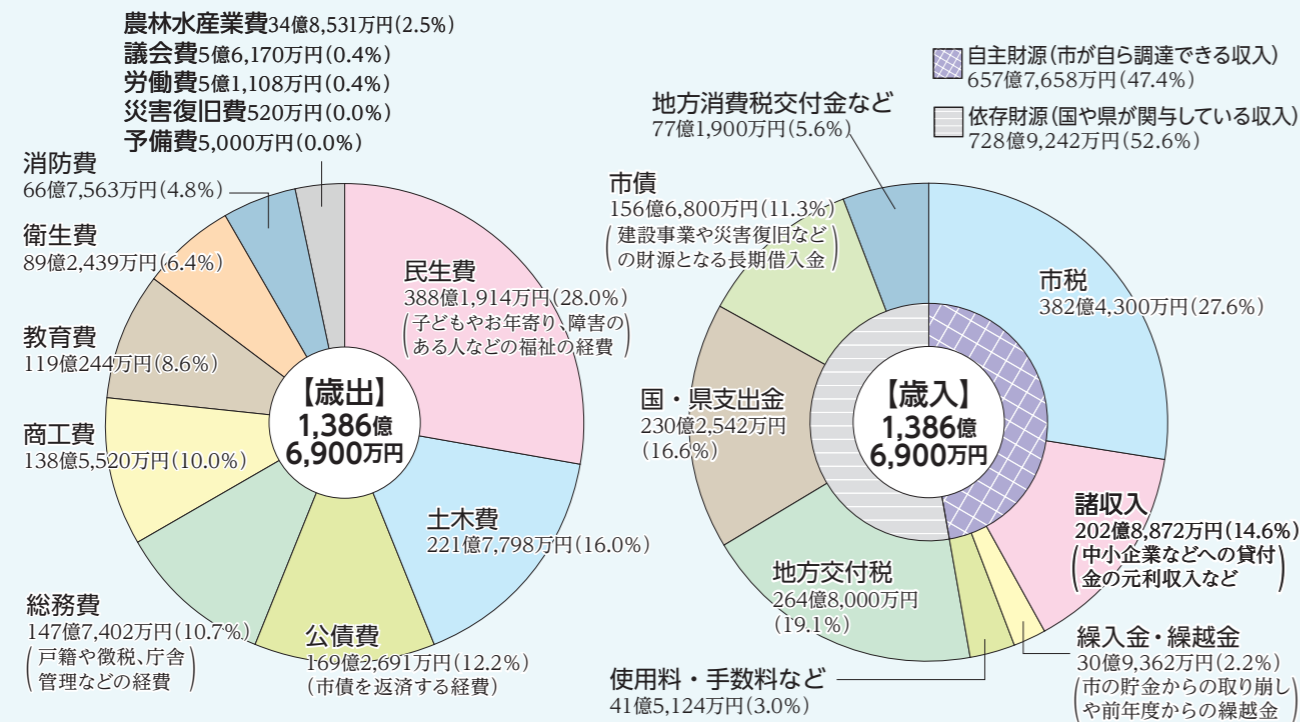 農林水産業費34億8,531万円(2.5%)
議会費5億6,170万円(0.4%)
労働費5億1,108万円(0.4%)
災害復旧費520万円(0.0%)
予備費5,000万円(0.0%)
消防費
66億7,563万円(4.8%)
衛生費
89億2,439万円(6.4%)
教育費
119億244万円(8.6%)
商工費
138億5,520万円(10.0%)
総務費
147億7,402万円(10.7%)
(戸籍や徴税、庁舎
管理などの経費)
公債費
169億2,691万円(12.2%)
(市債を返済する経費)
土木費
221億7,798万円(16.0%)
民生費
388億1,914万円(28.0%)
(子どもやお年寄り、障害の
ある人などの福祉の経費)
【歳出】
1,386億
6,900万円
自主財源(市が自ら調達できる収入)
657億7,658万円(47.4%)
依存財源(国や県が関与している収入)
728億9,242万円(52.6%)
地方消費税交付金など
77億1,900万円(5.6%)
市債
156億6,800万円(11.3%)
(建設事業や災害復旧など
の財源となる長期借入金)
国・県支出金
230億2,542万円
(16.6%)
地方交付税
264億8,000万円
(19.1%)
使用料・手数料など
41億5,124万円(3.0%)
繰入金・繰越金
30億9,362万円(2.2%)
(市の貯金からの取り崩し
や前年度からの繰越金)
諸収入
202億8,872万円(14.6%)
(中小企業などへの貸付
金の元利収入など)
市税
382億4,300万円(27.6%)
【歳入】
1,386億
6,900万円